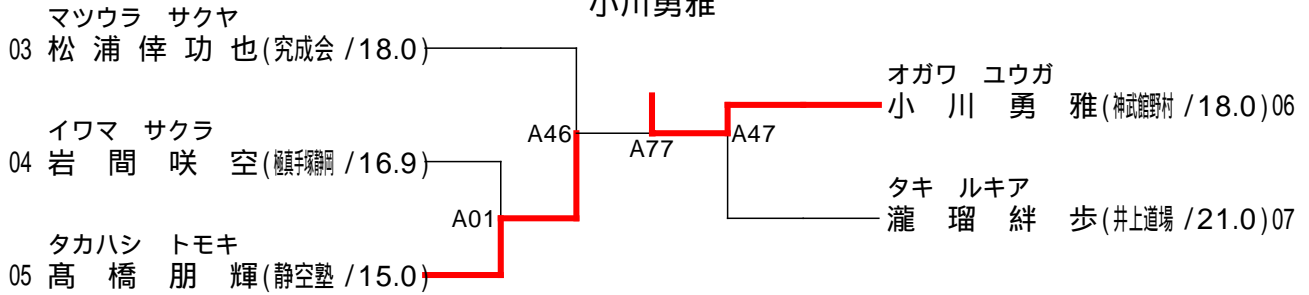 小川勇雅
マツウラ サクヤ
03 松浦倖功也(究成会 /18.0)
イワマ サクラ
04 岩間咲空(極真手塚静岡 /16.9)
タカハシ トモキ
05 髙橋朋輝(静空塾 /15.0)
A01
A46
A77
A47
オガワ ユウガ
小川勇雅(神武館野村 /18.0)06
タキ ルキア
瀧瑠絆歩(井上道場 /21.0)07